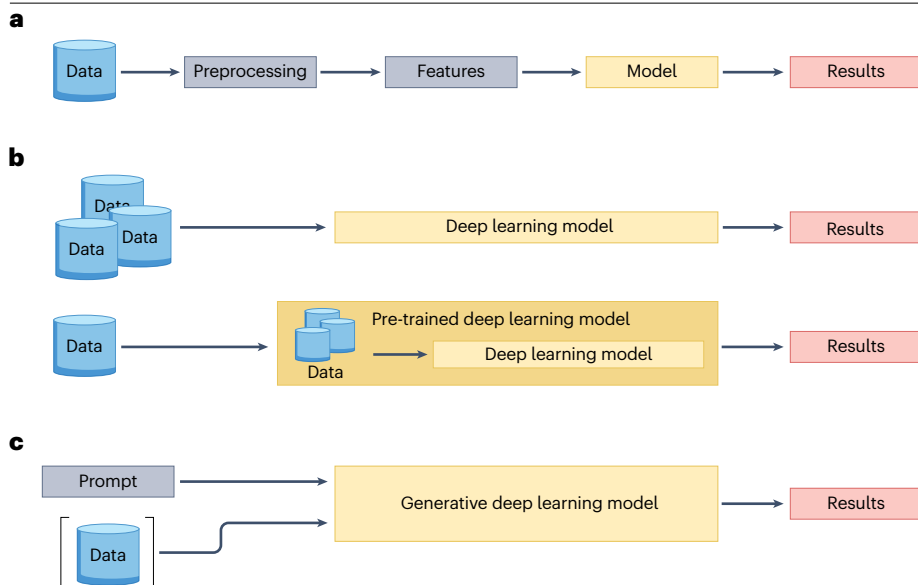 a
Data
Preprocessing
Features
Model
Results
b
Data
Data
Data
Deep learning model
Results
Data
Pre-trained deep learning model
Data
Deep learning model
Results
c
Prompt
Data
Generative deep learning model
Results